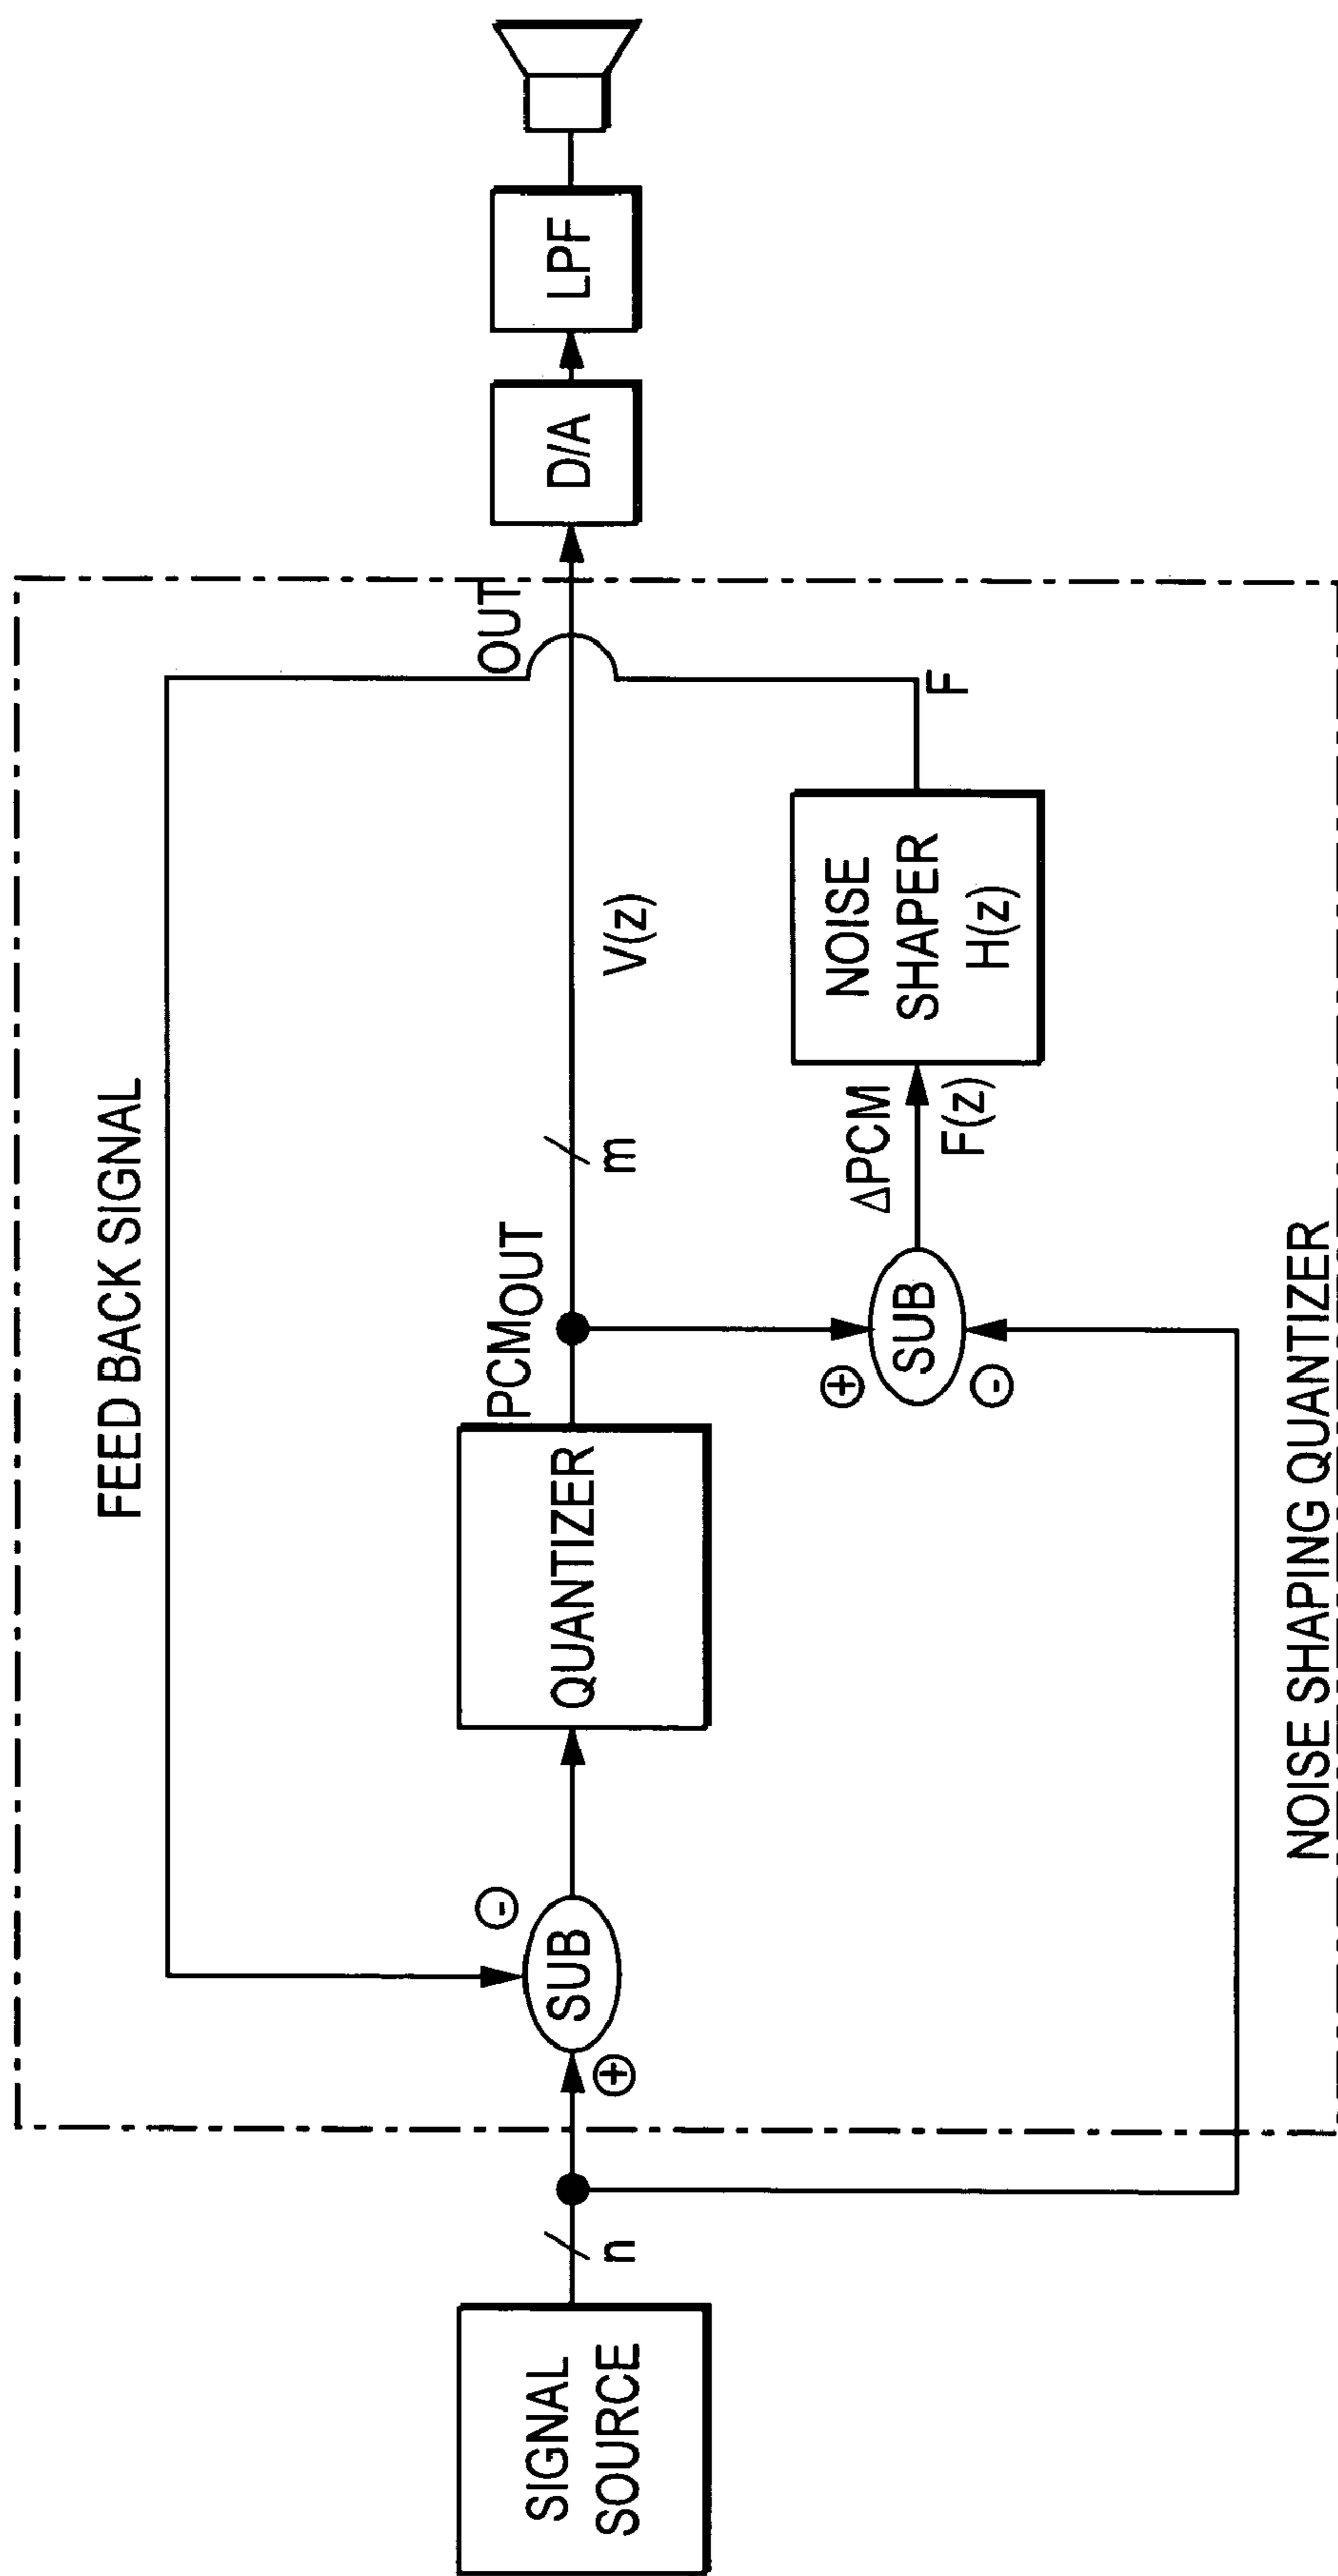 FEED BACK SIGNAL
SIGNAL
SOURCE
n
⊕
SUB
⊖
QUANTIZER
PCMOUT
m
V(z)
OUT
D/A
LPF
⊕
SUB
⊖
ΔPCM
F(z)
NOISE
SHAPER
H(z)
F
NOISE SHAPING QUANTIZER